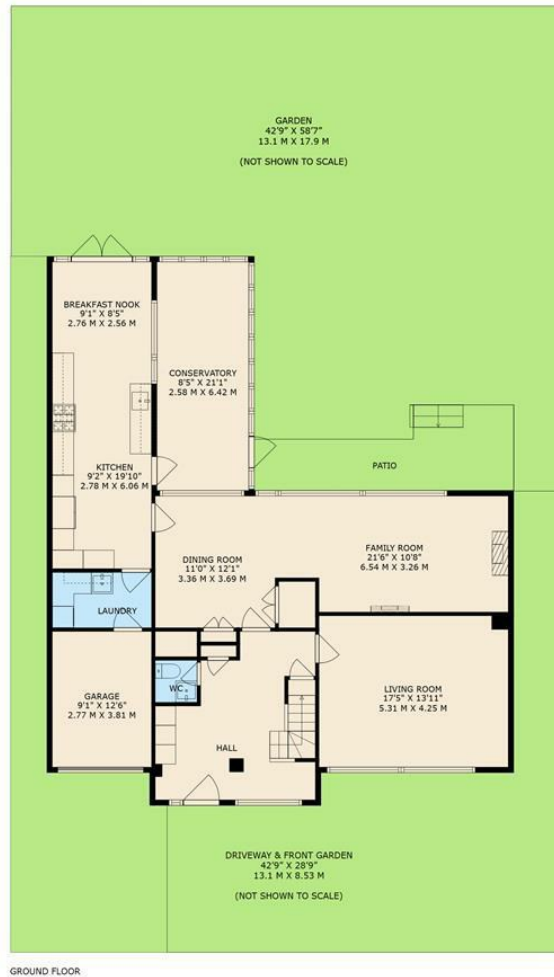 GARDEN
42'9" X 58'7"
13.1 M X 17.9 M
(NOT SHOWN TO SCALE)
BREAKFAST NOOK
9'1" X 8'5"
2.76 M X 2.56 M
CONSERVATORY
8'5" X 21'1"
2.58 M X 6.42 M
KITCHEN
9'2" X 19'10"
2.78 M X 6.06 M
PATIO
DINING ROOM
11'0" X 12'1"
3.36 M X 3.69 M
FAMILY ROOM
21'6" X 10'8"
6.54 M X 3.26 M
LAUNDRY
GARAGE
9'1" X 12'6"
2.77 M X 3.81 M
WC
LIVING ROOM
17'5" X 13'11"
5.31 M X 4.25 M
HALL
DRIVEWAY & FRONT GARDEN
42'9" X 28'9"
13.1 M X 8.53 M
(NOT SHOWN TO SCALE)
GROUND FLOOR